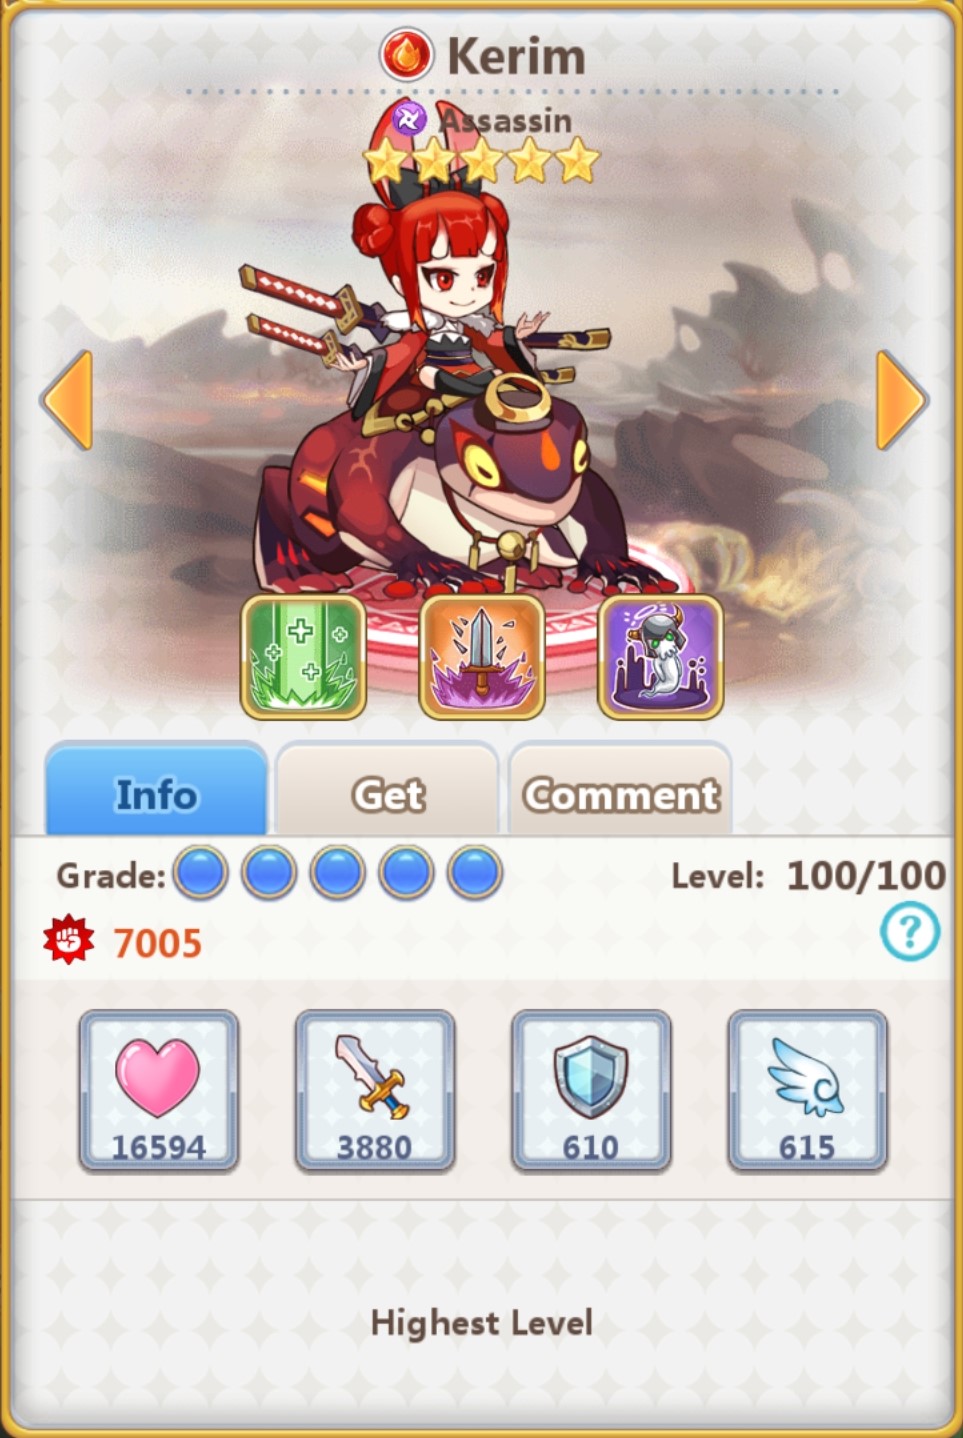 Kerim
Assassin
Info
Get
Comment
Grade:
Level: 100/100
7005
?
16594
3880
610
615
Highest Level